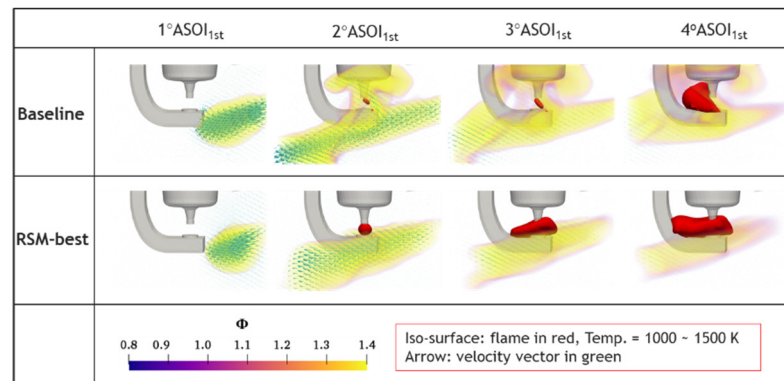 1°ASOI1st 2°ASOI1st 3°ASOI1st 4°ASOI1st
Baseline
RSM-best
Φ
0.8 0.9 1.0 1.1 1.2 1.3 1.4
Iso-surface: flame in red, Temp. = 1000 ~ 1500 K
Arrow: velocity vector in green